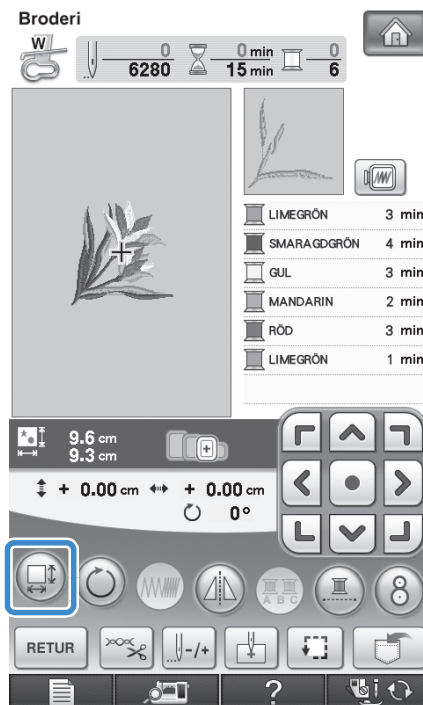 Broderi
W
0 0 min 0
6280 15 min 6
LIMEGRÖN 3 min
SMARAGDGRÖN 4 min
GUL 3 min
MANDARIN 2 min
RÖD 3 min
LIMEGRÖN 1 min
9.6 cm
9.3 cm
+ 0.00 cm + 0.00 cm
0°
A B C
8
RETUR
-/+
?